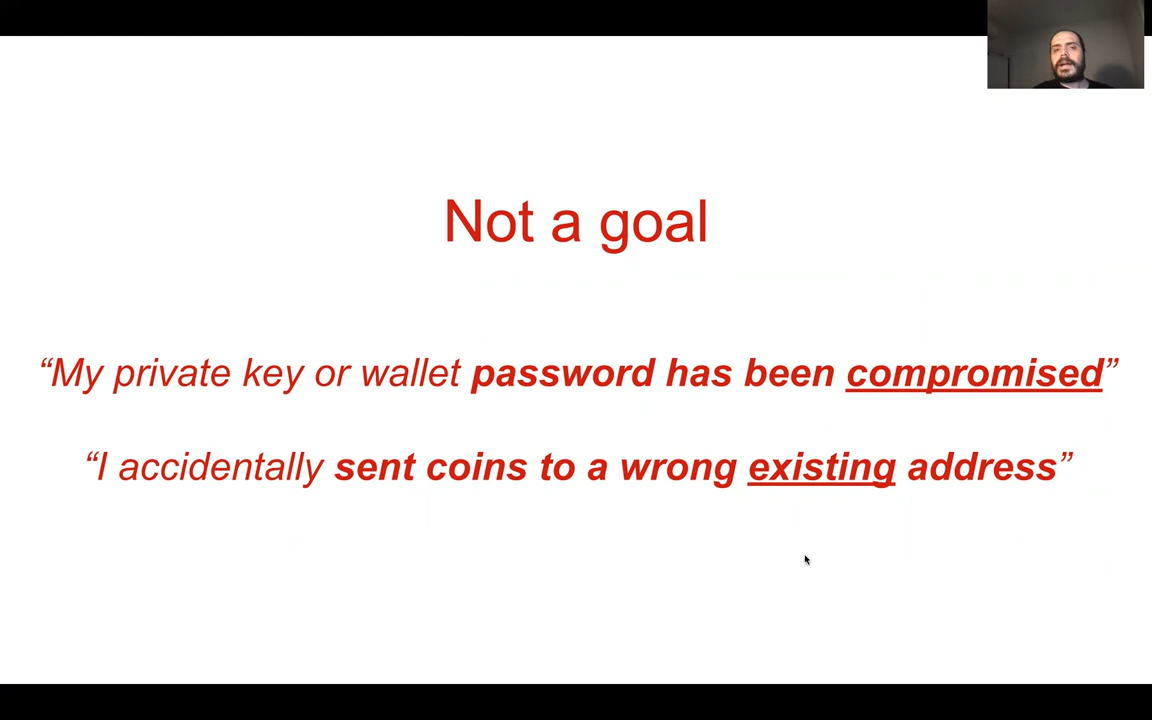 Not a goal
“My private key or wallet password has been compromised”
“I accidentally sent coins to a wrong existing address”